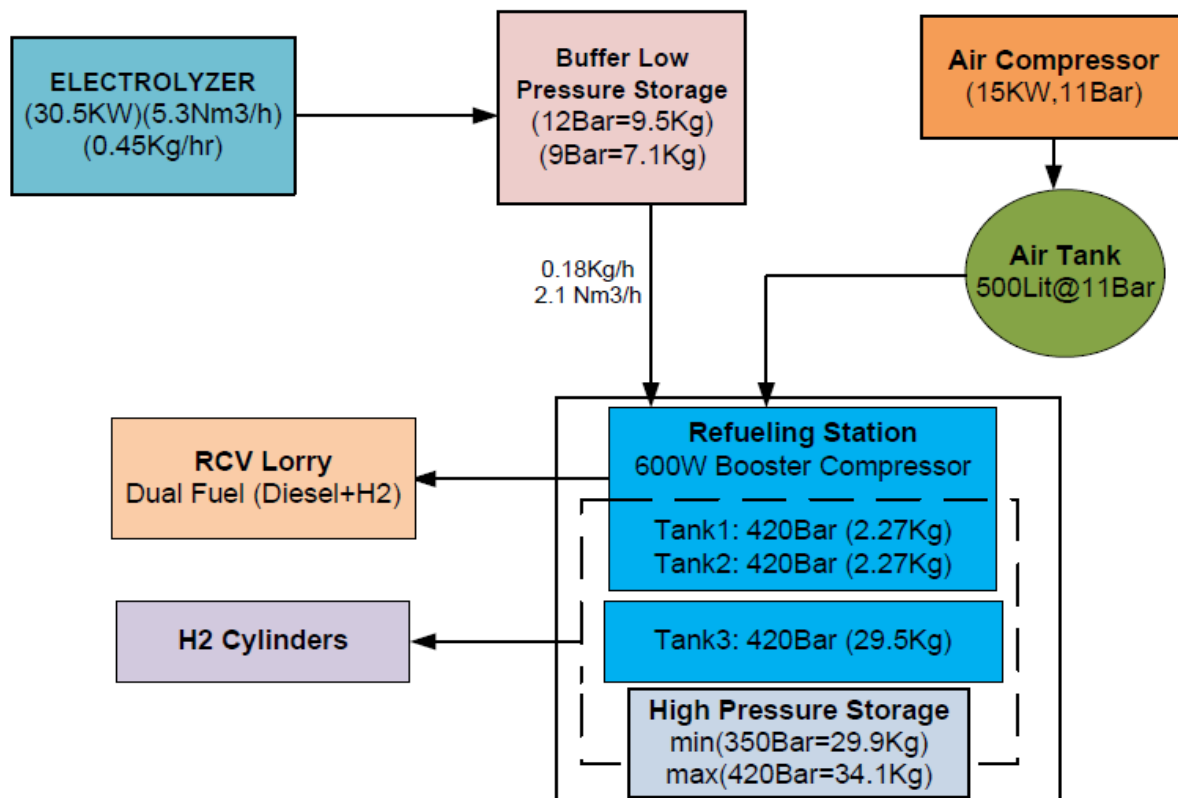 ELECTROLYZER
(30.5KW)(5.3Nm3/h)
(0.45Kg/hr)
Buffer Low
Pressure Storage
(12Bar=9.5Kg)
(9Bar=7.1Kg)
Air Compressor
(15KW,11Bar)
Air Tank
500Lit@11Bar
0.18Kg/h
2.1 Nm3/h
Refueling Station
600W Booster Compressor
Tank1: 420Bar (2.27Kg)
Tank2: 420Bar (2.27Kg)
RCV Lorry
Dual Fuel (Diesel+H2)
H2 Cylinders
Tank3: 420Bar (29.5Kg)
High Pressure Storage
min(350Bar=29.9Kg)
max(420Bar=34.1Kg)